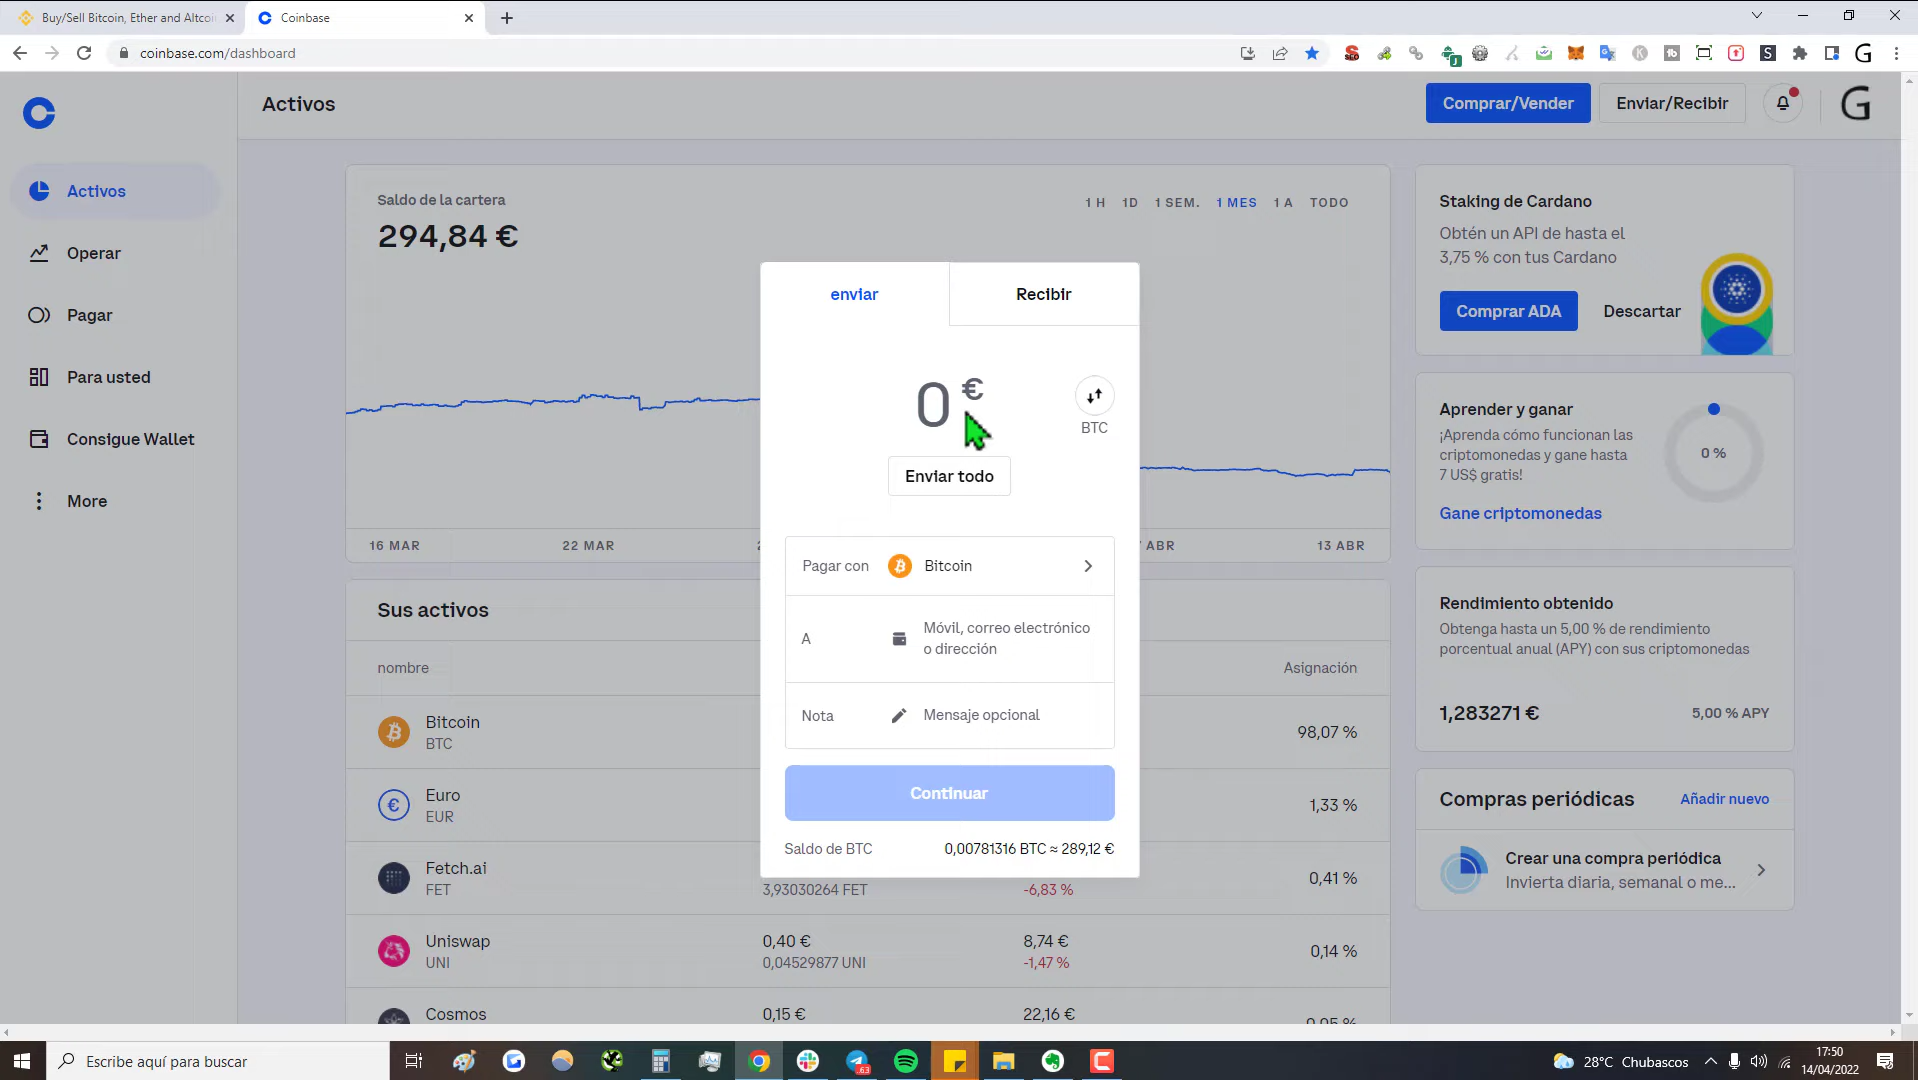 Buy/Sell Bitcoin, Ether and Altcoi
Coinbase
coinbase.com/dashboard
Activos
Comprar/Vender
Enviar/Recibir
Activos
Operar
Pagar
Para usted
Consigue Wallet
More
Saldo de la cartera
294,84 €
1 H 1D 1 SEM. 1 MES 1 A TODO
16 MAR 22 MAR ABR 13 ABR
enviar Recibir
0 €
BTC
Enviar todo
Pagar con Bitcoin
A Móvil, correo electrónico
o dirección
Nota Mensaje opcional
Continuar
Saldo de BTC 0,00781316 BTC ≈ 289,12 €
Sus activos
nombre Asignación
Bitcoin
BTC
98,07 %
Euro
EUR
1,33 %
Fetch.ai
FET
3,93030264 FET
-6,83 %
0,41 %
Uniswap
UNI
0,40 €
0,04529877 UNI
8,74 €
-1,47 %
0,14 %
Cosmos
0,15 €
22,16 €
0,05 %
Staking de Cardano
Obtén un API de hasta el
3,75 % con tus Cardano
Comprar ADA Descartar
Aprender y ganar
¡Aprenda cómo funcionan las
criptomonedas y gane hasta
7 US$ gratis!
0 %
Gane criptomonedas
Rendimiento obtenido
Obtenga hasta un 5,00 % de rendimiento
porcentual anual (APY) con sus criptomonedas
1,283271 € 5,00 % APY
Compras periódicas Añadir nuevo
Crear una compra periódica
Invierta diaria, semanal o me...
Escribe aquí para buscar
28°C Chubascos
17:50
14/04/2022